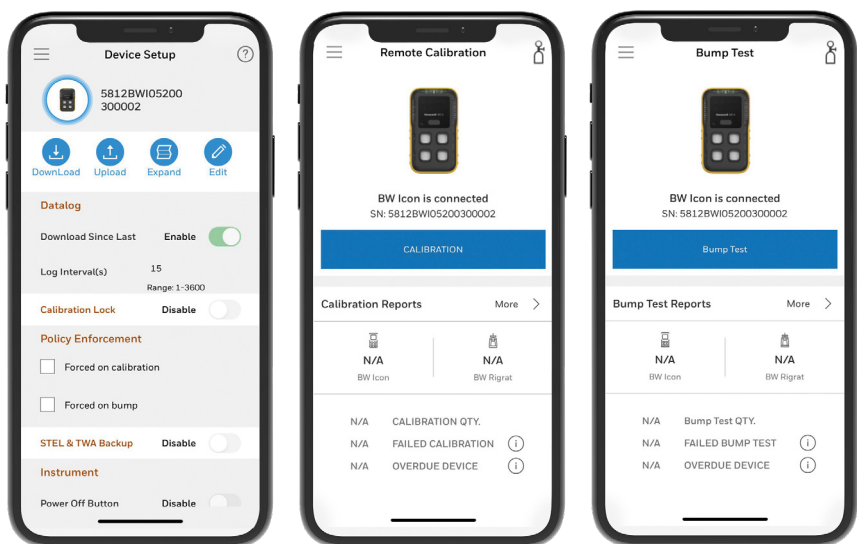 Device Setup
?
5812BWI05200
300002
DownLoad
Upload
Expand
Edit
Datalog
Download Since Last Enable
Log Interval(s) 15
Range: 1-3600
Calibration Lock Disable
Policy Enforcement
Forced on calibration
Forced on bump
STEL & TWA Backup Disable
Instrument
Power Off Button Disable
Remote Calibration
BW Icon is connected
SN: 5812BWI05200300002
CALIBRATION
Calibration Reports More >
N/A
BW Icon
N/A
BW Rigrat
N/A CALIBRATION QTY.
N/A FAILED CALIBRATION i
N/A OVERDUE DEVICE i
Bump Test
BW Icon is connected
SN: 5812BWI05200300002
Bump Test
Bump Test Reports More >
N/A
BW Icon
N/A
BW Rigrat
N/A Bump Test QTY.
N/A FAILED BUMP TEST i
N/A OVERDUE DEVICE i